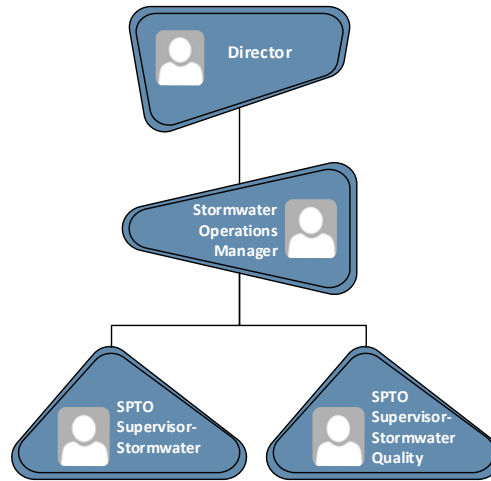 Director
Stormwater
Operations
Manager
SPTO
Supervisor-
Stormwater
SPTO
Supervisor-
Stormwater
Quality